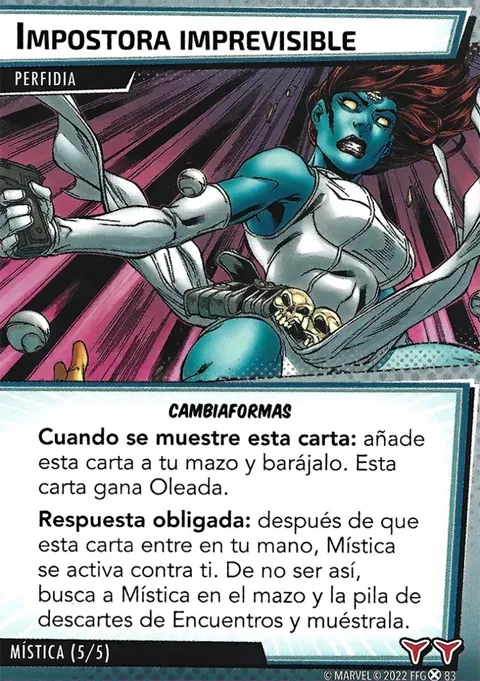 IMPOSTORA IMPREVISIBLE
PERFIDIA
CAMBIAFORMAS
Cuando se muestre esta carta: añade
esta carta a tu mazo y barájalo. Esta
carta gana Oleada.
Respuesta obligada: después de que
esta carta entre en tu mano, Mística
se activa contra ti. De no ser así,
busca a Mística en el mazo y la pila de
descartes de Encuentros y muéstrala.
MÍSTICA (5/5)
© MARVEL © 2022 FFG 83